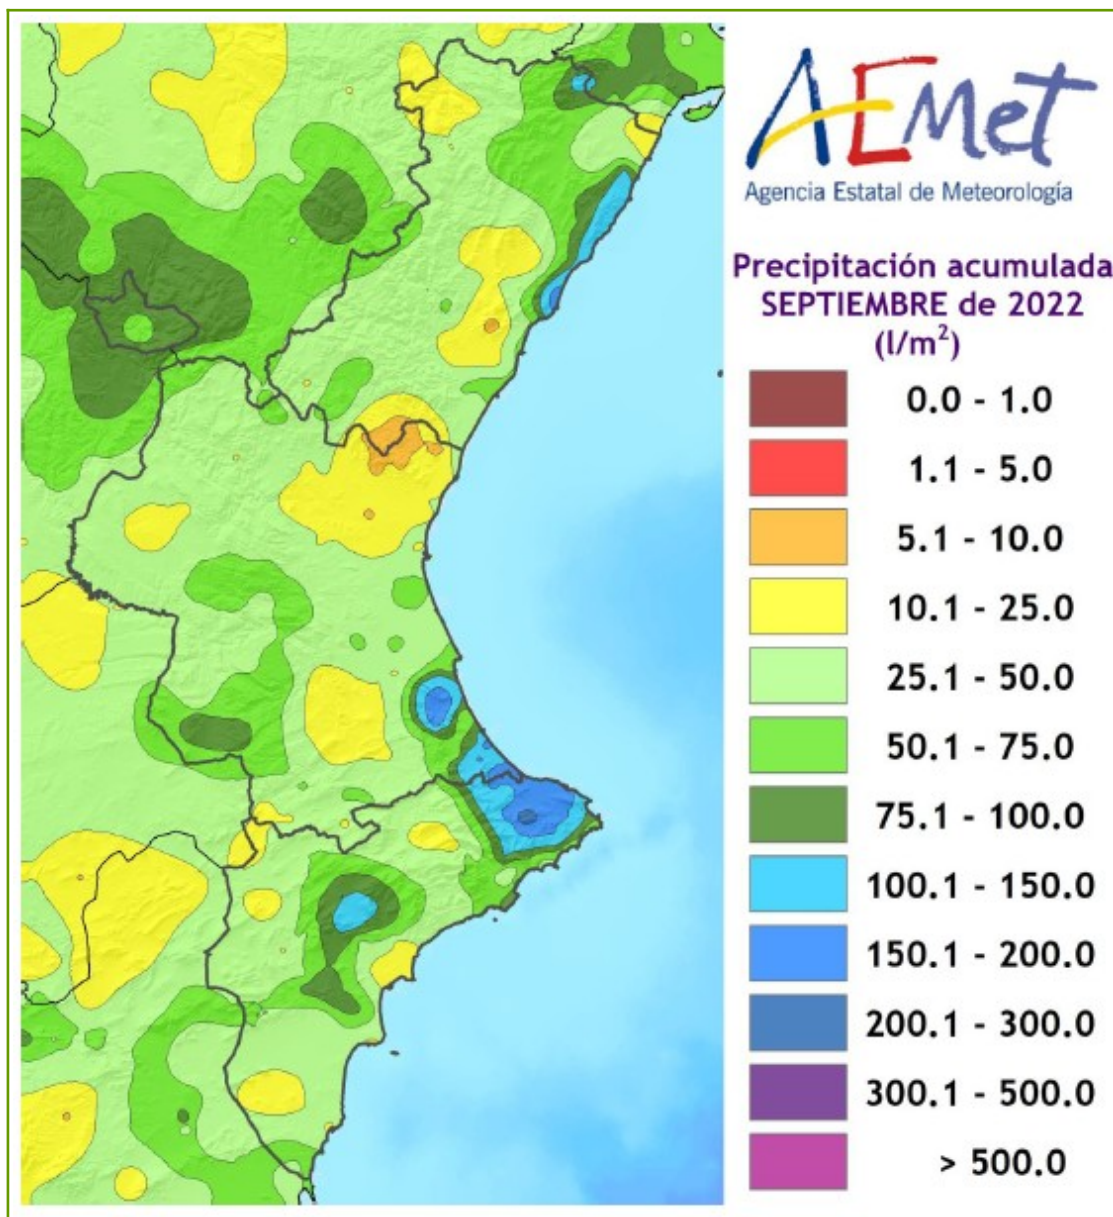 AEMet
Agencia Estatal de Meteorología
Precipitación acumulada
SEPTIEMBRE de 2022
(l/m²)
0.0 - 1.0
1.1 - 5.0
5.1 - 10.0
10.1 - 25.0
25.1 - 50.0
50.1 - 75.0
75.1 - 100.0
100.1 - 150.0
150.1 - 200.0
200.1 - 300.0
300.1 - 500.0
> 500.0